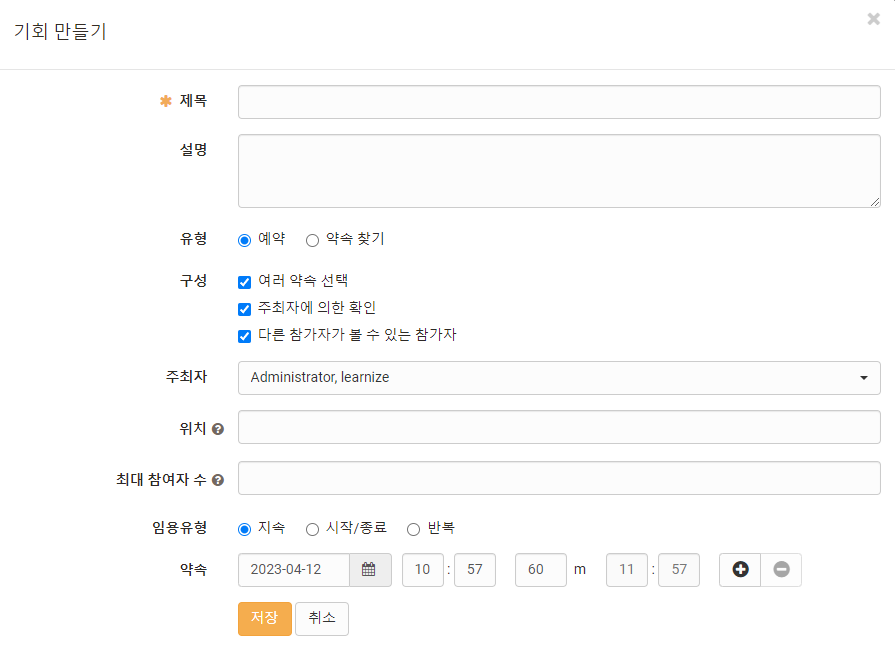 기회 만들기
✱ 제목
설명
유형 예약 약속 찾기
구성 여러 약속 선택
주최자에 의한 확인
다른 참가자가 볼 수 있는 참가자
주최자 Administrator, learnize
위치
최대 참여자 수
임용유형 지속 시작/종료 반복
약속 2023-04-12 10 : 57 60 m 11 : 57
저장 취소